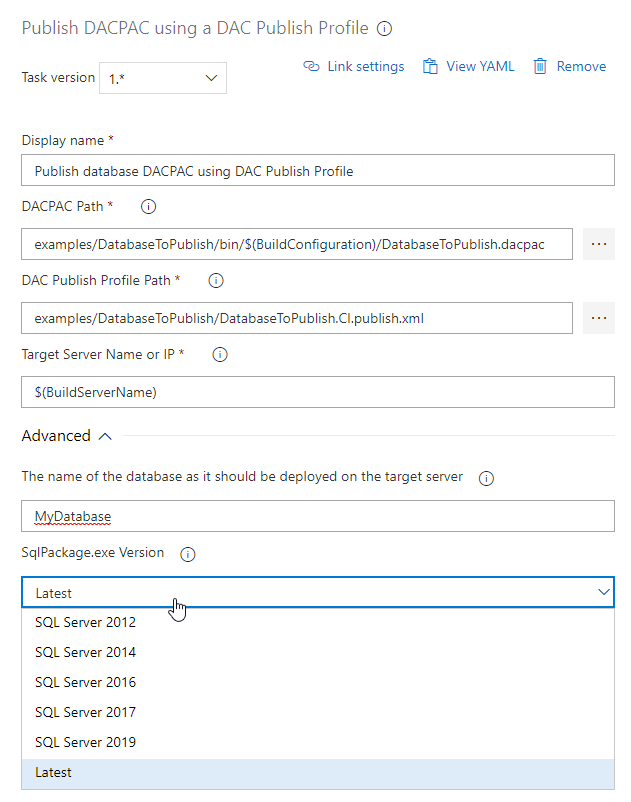 Publish DACPAC using a DAC Publish Profile
Task version 1.*
Link settings View YAML Remove
Display name *
Publish database DACPAC using DAC Publish Profile
DACPAC Path *
examples/DatabaseToPublish/bin/$(BuildConfiguration)/DatabaseToPublish.dacpac
DAC Publish Profile Path *
examples/DatabaseToPublish/DatabaseToPublish.CI.publish.xml
Target Server Name or IP *
$(BuildServerName)
Advanced
The name of the database as it should be deployed on the target server
MyDatabase
SqlPackage.exe Version
Latest
SQL Server 2012
SQL Server 2014
SQL Server 2016
SQL Server 2017
SQL Server 2019
Latest